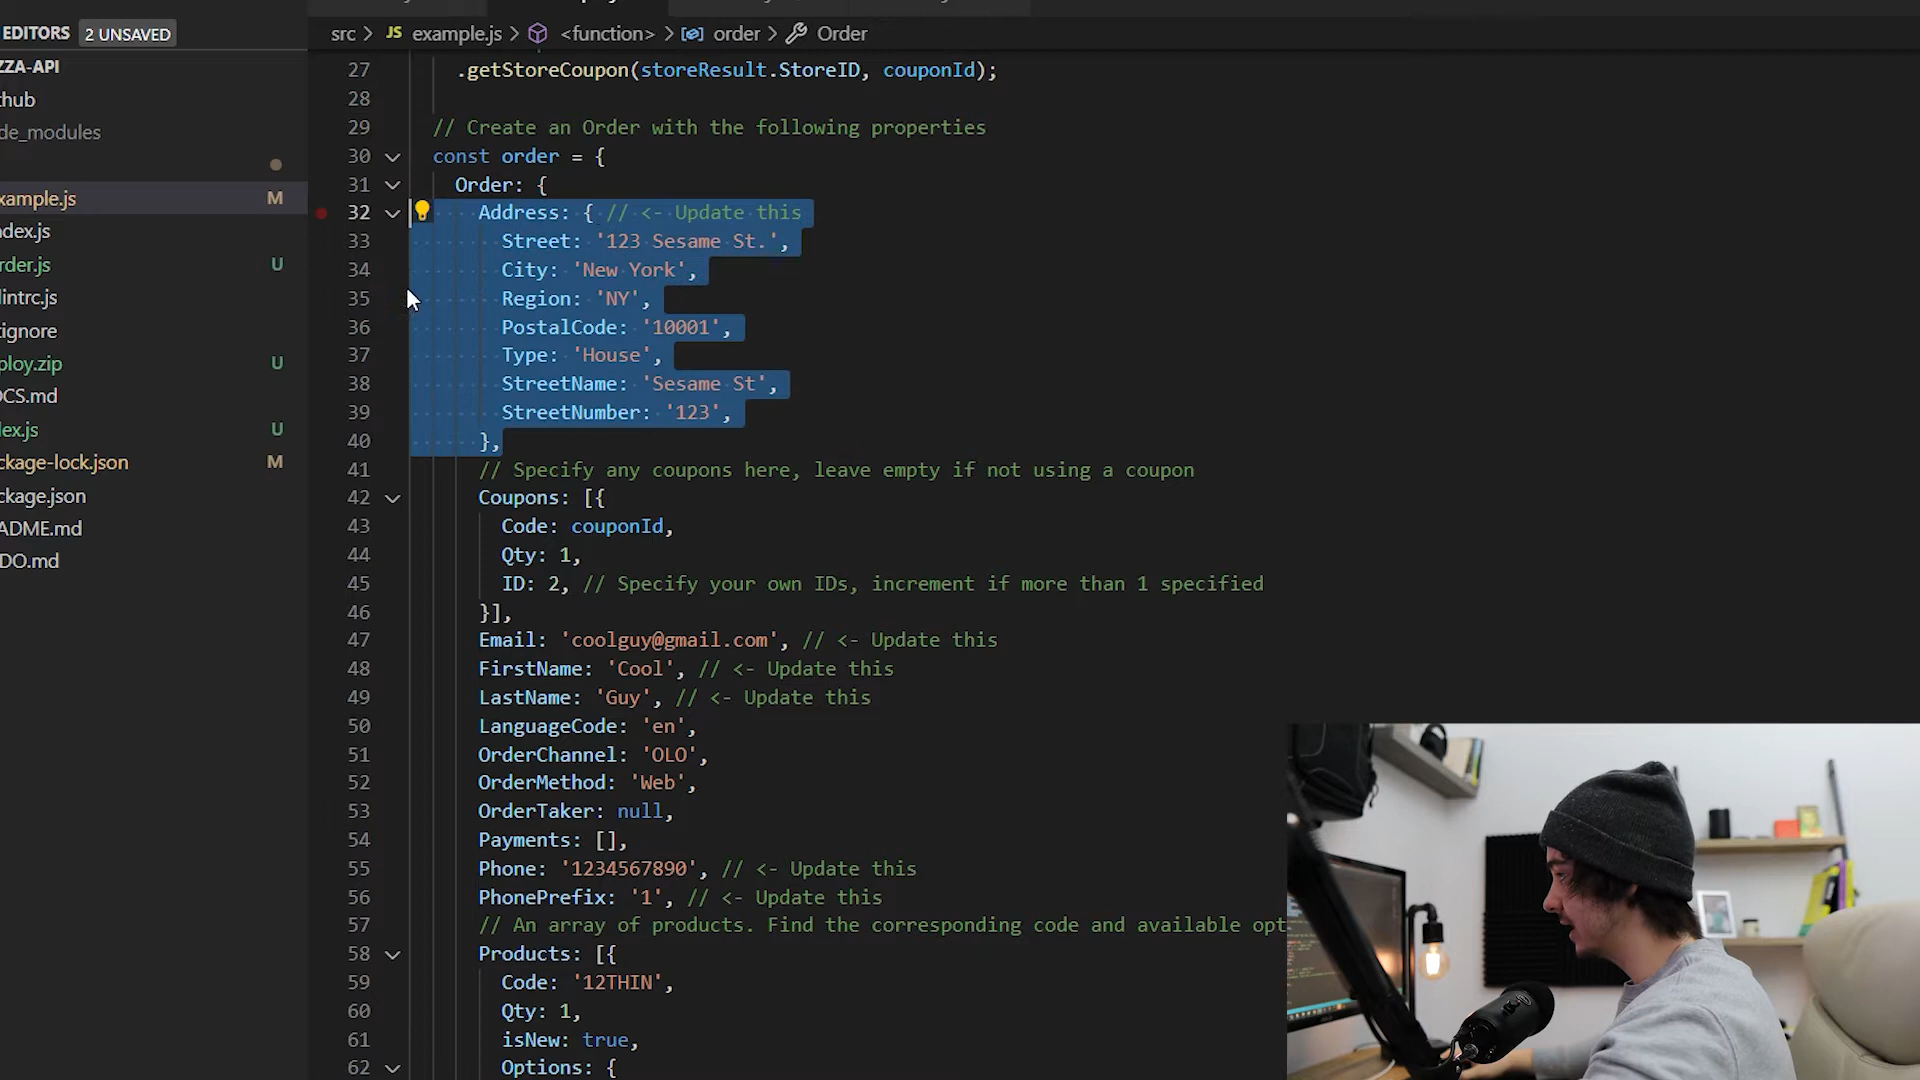 EDITORS 2 UNSAVED
src > JS example.js > <function> > order > Order
ZZA-API
thub
de_modules
xample.js M
ndex.js
rder.js U
lintrc.js
tignore
ploy.zip U
OCS.md
lex.js U
ckage-lock.json M
ckage.json
ADME.md
DO.md
27 .getStoreCoupon(storeResult.StoreID, couponId);
28
29 // Create an Order with the following properties
30 const order = {
31 Order: {
32 Address: { // <- Update this
33 Street: '123 Sesame St.',
34 City: 'New York',
35 Region: 'NY',
36 PostalCode: '10001',
37 Type: 'House',
38 StreetName: 'Sesame St',
39 StreetNumber: '123',
40 },
41 // Specify any coupons here, leave empty if not using a coupon
42 Coupons: [{
43 Code: couponId,
44 Qty: 1,
45 ID: 2, // Specify your own IDs, increment if more than 1 specified
46 }],
47 Email: 'coolguy@gmail.com', // <- Update this
48 FirstName: 'Cool', // <- Update this
49 LastName: 'Guy', // <- Update this
50 LanguageCode: 'en',
51 OrderChannel: 'OLO',
52 OrderMethod: 'Web',
53 OrderTaker: null,
54 Payments: [],
55 Phone: '1234567890', // <- Update this
56 PhonePrefix: '1', // <- Update this
57 // An array of products. Find the corresponding code and available opt
58 Products: [{
59 Code: '12THIN',
60 Qty: 1,
61 isNew: true,
62 Options: {